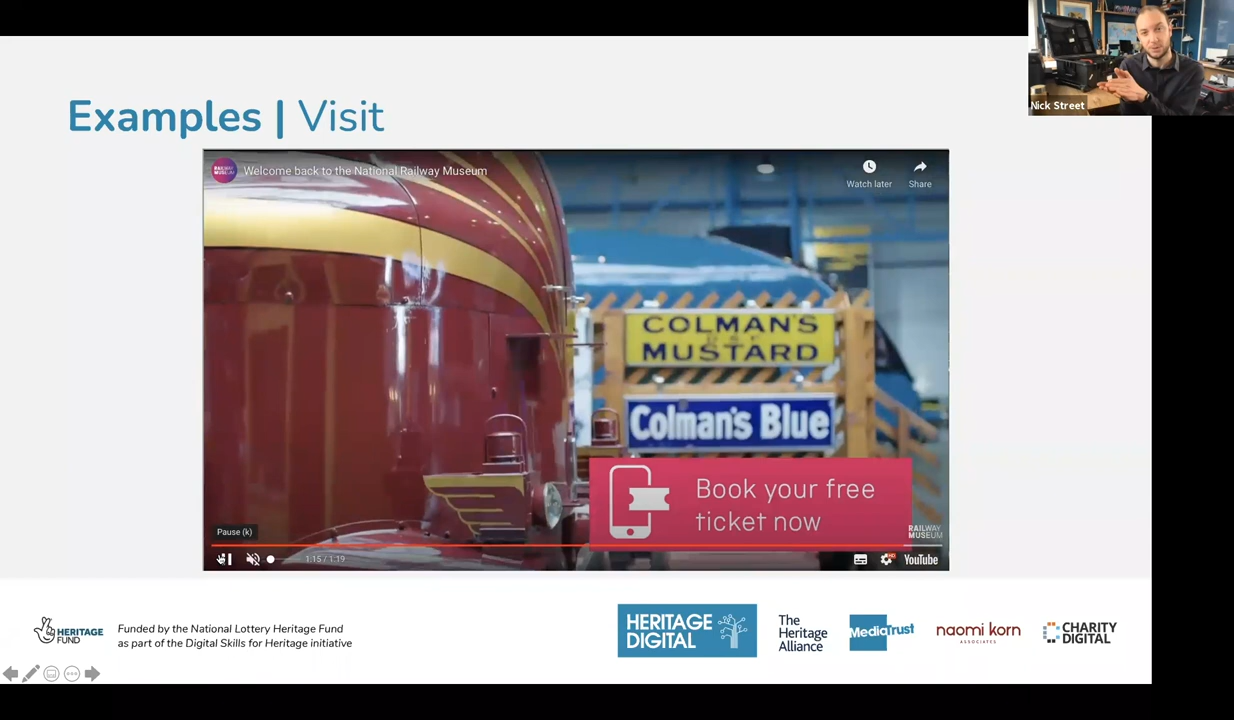 Nick Street
Examples | Visit
RAILWAY
MUSEUM
Welcome back to the National Railway Museum
Watch later
Share
COLMAN'S
MUSTARD
Colman's Blue
Book your free
ticket now
RAILWAY
MUSEUM
Pause (k)
1:15 / 1:19
HD
YouTube
HERITAGE
FUND
Funded by the National Lottery Heritage Fund
as part of the Digital Skills for Heritage initiative
HERITAGE
DIGITAL
The
Heritage
Alliance
MediaTrust
naomi korn
ASSOCIATES
CHARITY
DIGITAL